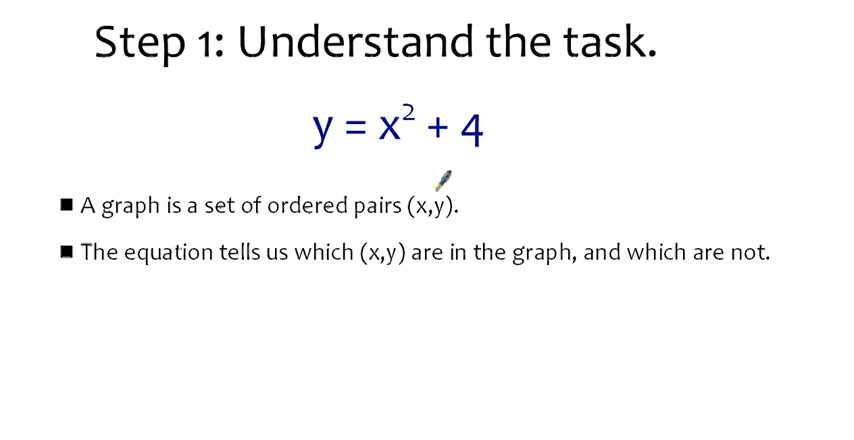 Step 1: Understand the task.
y = x² + 4
■ A graph is a set of ordered pairs (x,y).
■ The equation tells us which (x,y) are in the graph, and which are not.